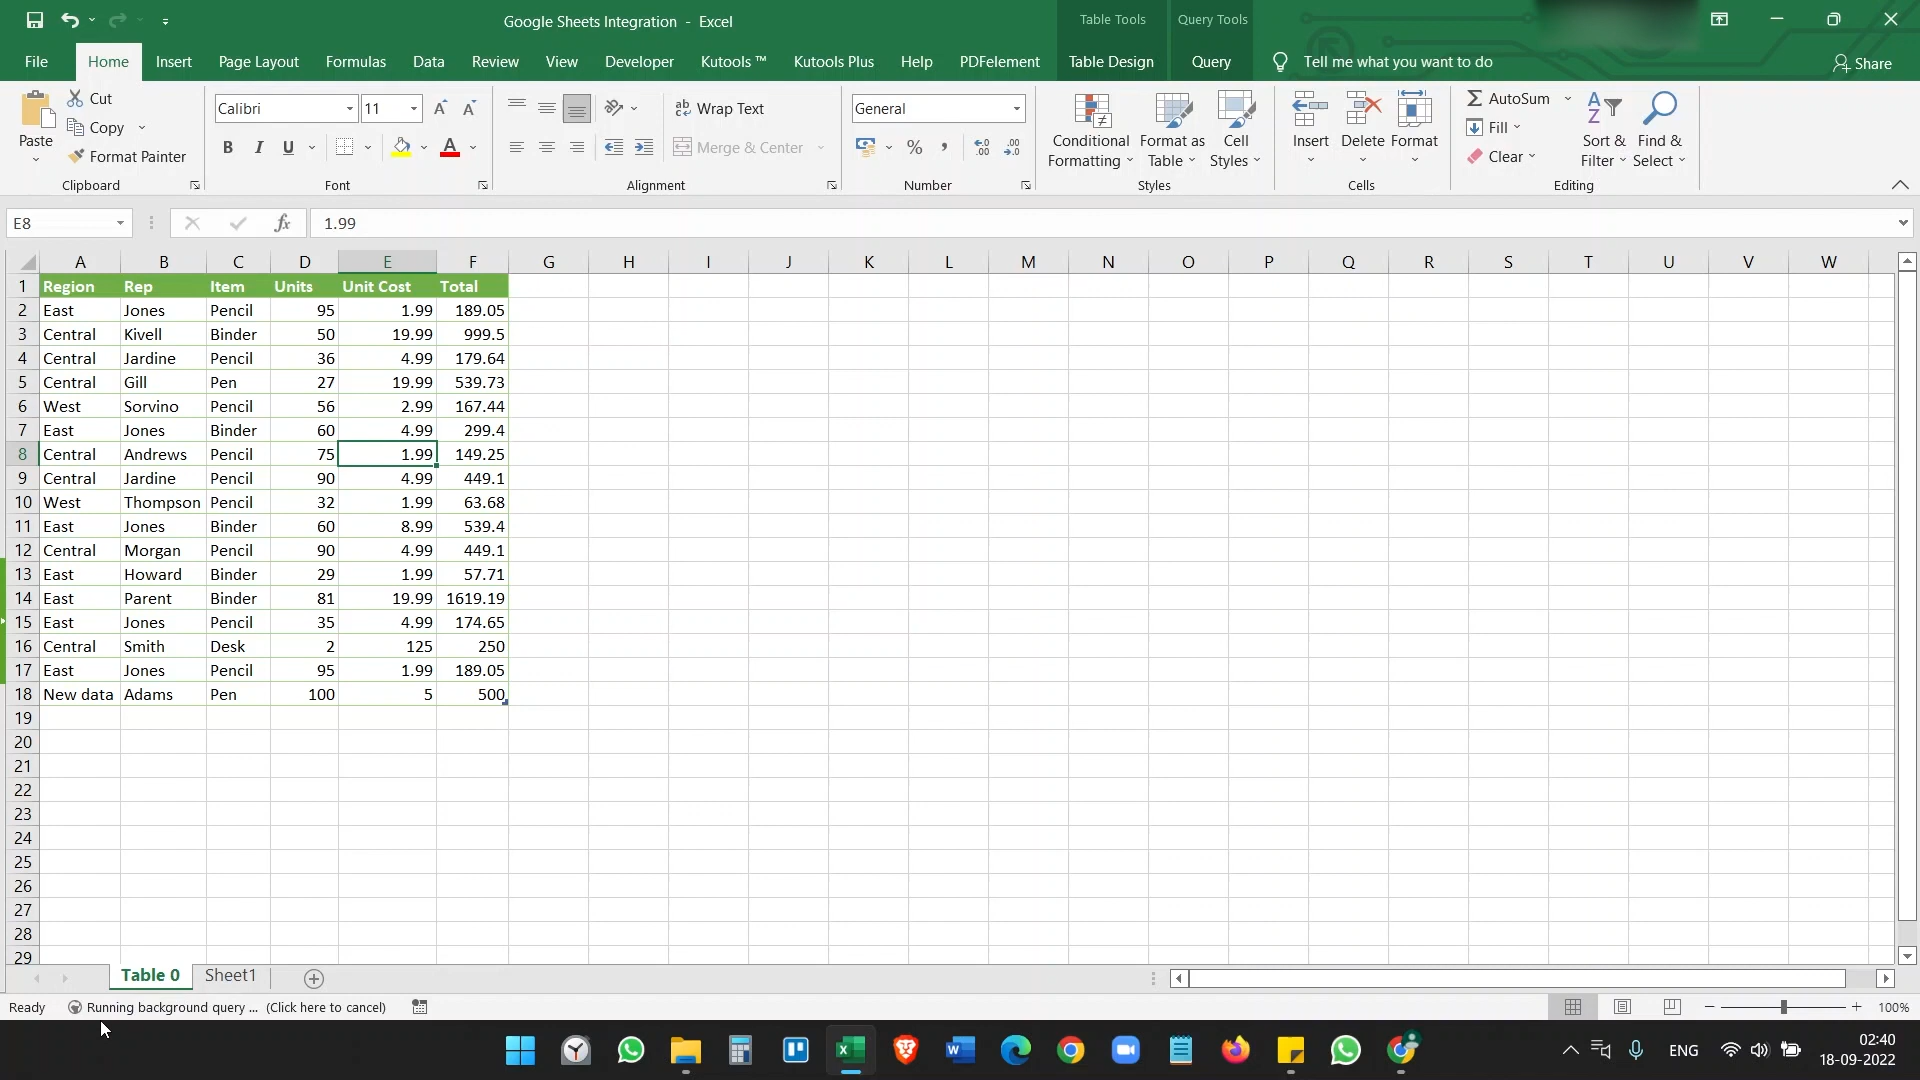 Google Sheets Integration - Excel
Table Tools
Query Tools
File Home Insert Page Layout Formulas Data Review View Developer Kutools ™ Kutools Plus Help PDFelement Table Design Query Tell me what you want to do Share
Paste
Cut
Copy
Format Painter
Clipboard
Calibri 11
B I U
Font
Wrap Text
Merge & Center
Alignment
General
%
Number
Conditional Formatting
Format as Table
Cell Styles
Styles
Insert
Delete
Format
Cells
AutoSum
Fill
Clear
Sort & Filter
Find & Select
Editing
E8 fx 1.99
A B C D E F G H I J K L M N O P Q R S T U V W
1 Region Rep Item Units Unit Cost Total
2 East Jones Pencil 95 1.99 189.05
3 Central Kivell Binder 50 19.99 999.5
4 Central Jardine Pencil 36 4.99 179.64
5 Central Gill Pen 27 19.99 539.73
6 West Sorvino Pencil 56 2.99 167.44
7 East Jones Binder 60 4.99 299.4
8 Central Andrews Pencil 75 1.99 149.25
9 Central Jardine Pencil 90 4.99 449.1
10 West Thompson Pencil 32 1.99 63.68
11 East Jones Binder 60 8.99 539.4
12 Central Morgan Pencil 90 4.99 449.1
13 East Howard Binder 29 1.99 57.71
14 East Parent Binder 81 19.99 1619.19
15 East Jones Pencil 35 4.99 174.65
16 Central Smith Desk 2 125 250
17 East Jones Pencil 95 1.99 189.05
18 New data Adams Pen 100 5 500
19
20
21
22
23
24
25
26
27
28
29
Table 0 Sheet1
Ready Running background query ... (Click here to cancel) 100%
ENG
02:40
18-09-2022